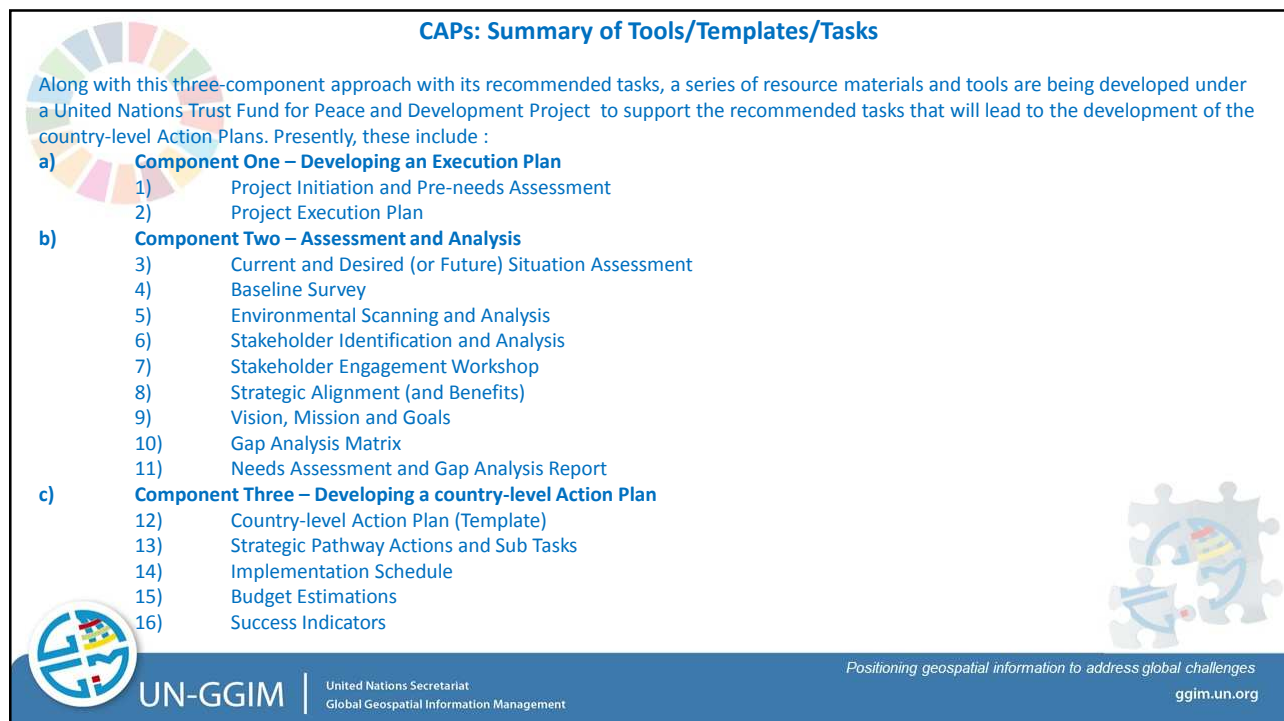 CAPs: Summary of Tools/Templates/Tasks
Along with this three-component approach with its recommended tasks, a series of resource materials and tools are being developed under
a United Nations Trust Fund for Peace and Development Project to support the recommended tasks that will lead to the development of the
country-level Action Plans. Presently, these include :
a) Component One – Developing an Execution Plan
1) Project Initiation and Pre-needs Assessment
2) Project Execution Plan
b) Component Two – Assessment and Analysis
3) Current and Desired (or Future) Situation Assessment
4) Baseline Survey
5) Environmental Scanning and Analysis
6) Stakeholder Identification and Analysis
7) Stakeholder Engagement Workshop
8) Strategic Alignment (and Benefits)
9) Vision, Mission and Goals
10) Gap Analysis Matrix
11) Needs Assessment and Gap Analysis Report
c) Component Three – Developing a country-level Action Plan
12) Country-level Action Plan (Template)
13) Strategic Pathway Actions and Sub Tasks
14) Implementation Schedule
15) Budget Estimations
16) Success Indicators
Positioning geospatial information to address global challenges
UN-GGIM
United Nations Secretariat
Global Geospatial Information Management
ggim.un.org